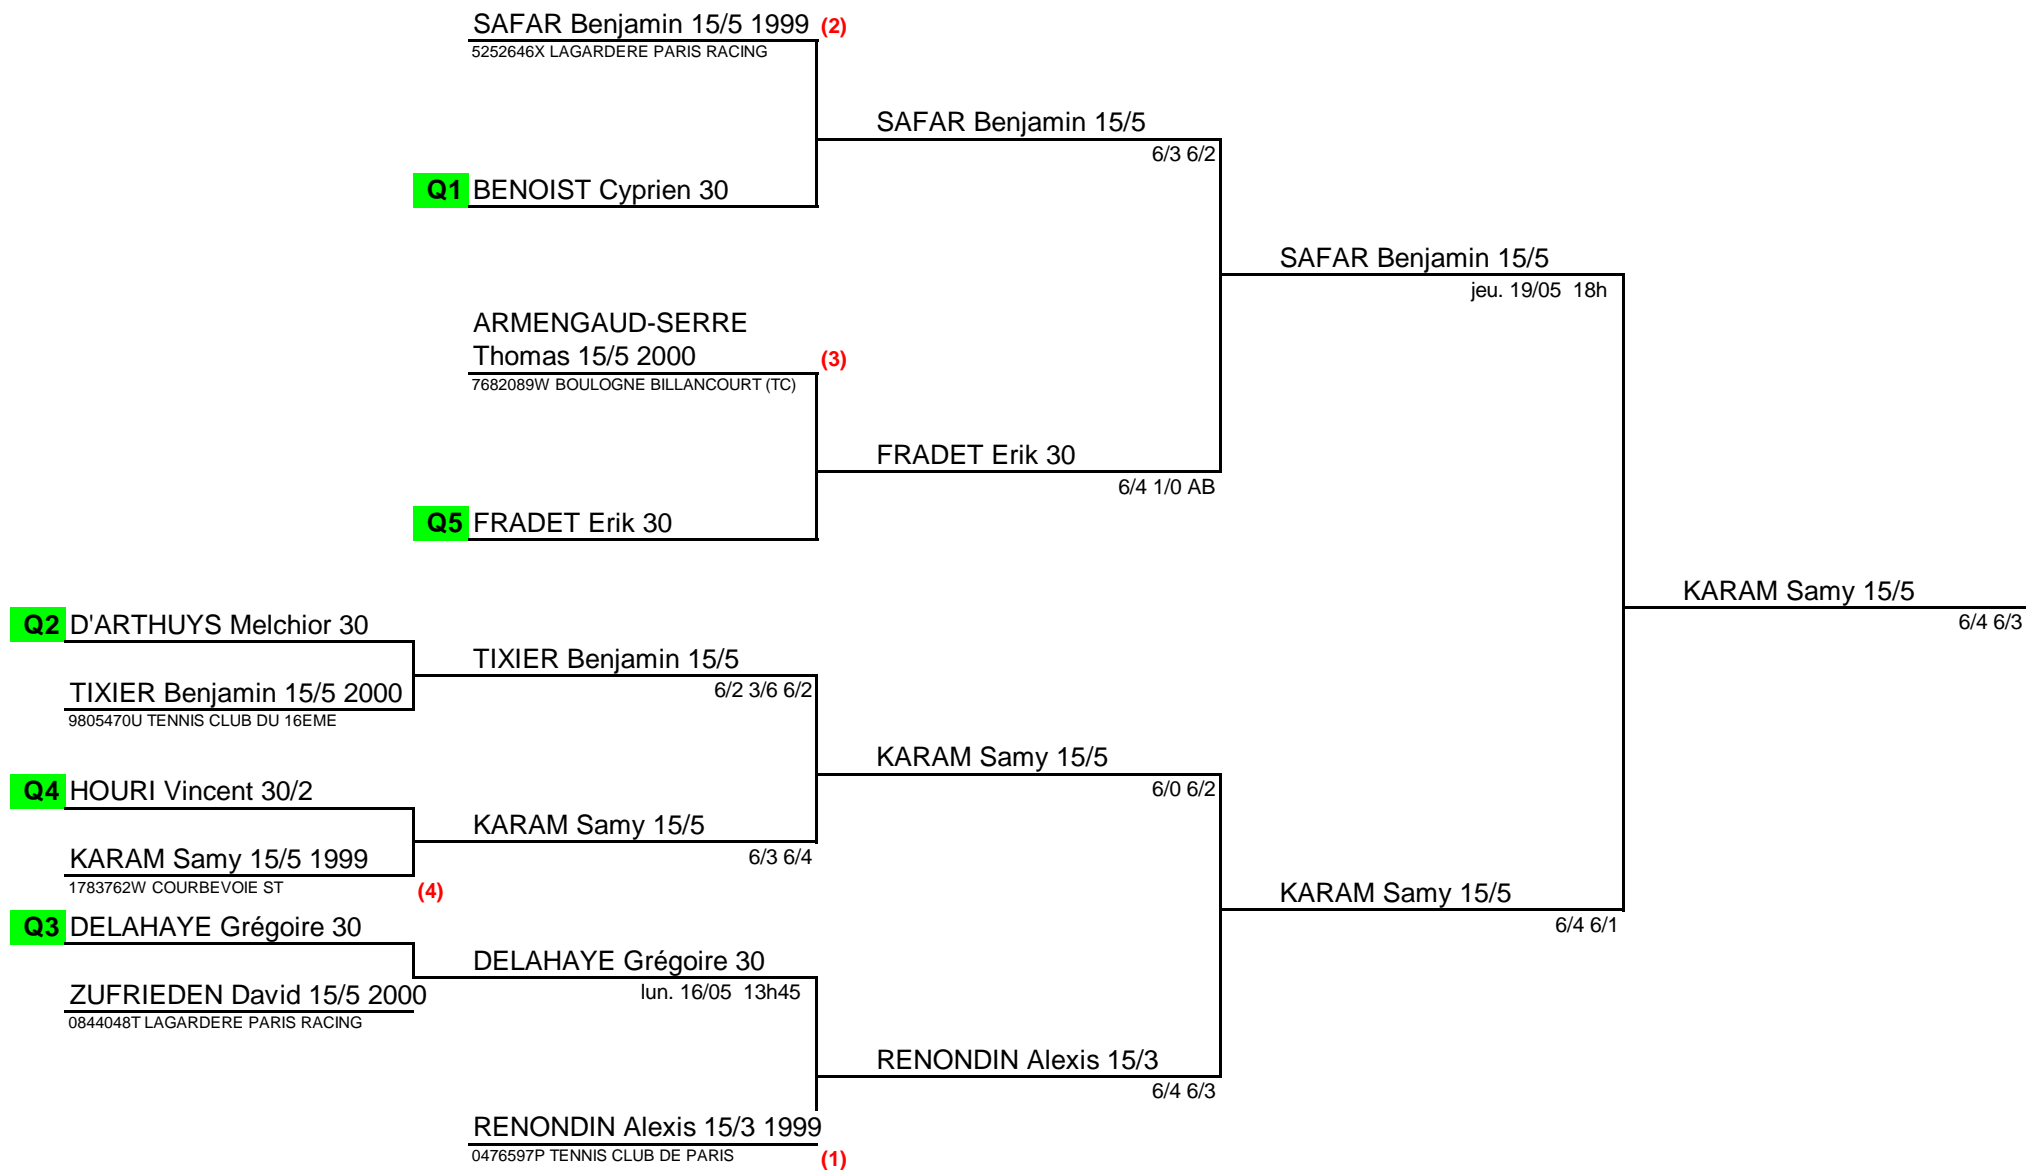 SAFAR Benjamin 15/5 1999 (2)
5252646X LAGARDERE PARIS RACING
SAFAR Benjamin 15/5
6/3 6/2
Q1 BENOIST Cyprien 30
SAFAR Benjamin 15/5
jeu. 19/05 18h
ARMENGAUD-SERRE
Thomas 15/5 2000 (3)
7682089W BOULOGNE BILLANCOURT (TC)
FRADET Erik 30
6/4 1/0 AB
Q5 FRADET Erik 30
KARAM Samy 15/5
6/4 6/3
Q2 D'ARTHUYS Melchior 30
TIXIER Benjamin 15/5
6/2 3/6 6/2
TIXIER Benjamin 15/5 2000
9805470U TENNIS CLUB DU 16EME
KARAM Samy 15/5
6/0 6/2
Q4 HOURI Vincent 30/2
KARAM Samy 15/5
6/3 6/4
KARAM Samy 15/5 1999
1783762W COURBEVOIE ST (4)
KARAM Samy 15/5
6/4 6/1
Q3 DELAHAYE Grégoire 30
DELAHAYE Grégoire 30
lun. 16/05 13h45
ZUFRIEDEN David 15/5 2000
0844048T LAGARDERE PARIS RACING
RENONDIN Alexis 15/3
6/4 6/3
RENONDIN Alexis 15/3 1999
0476597P TENNIS CLUB DE PARIS (1)